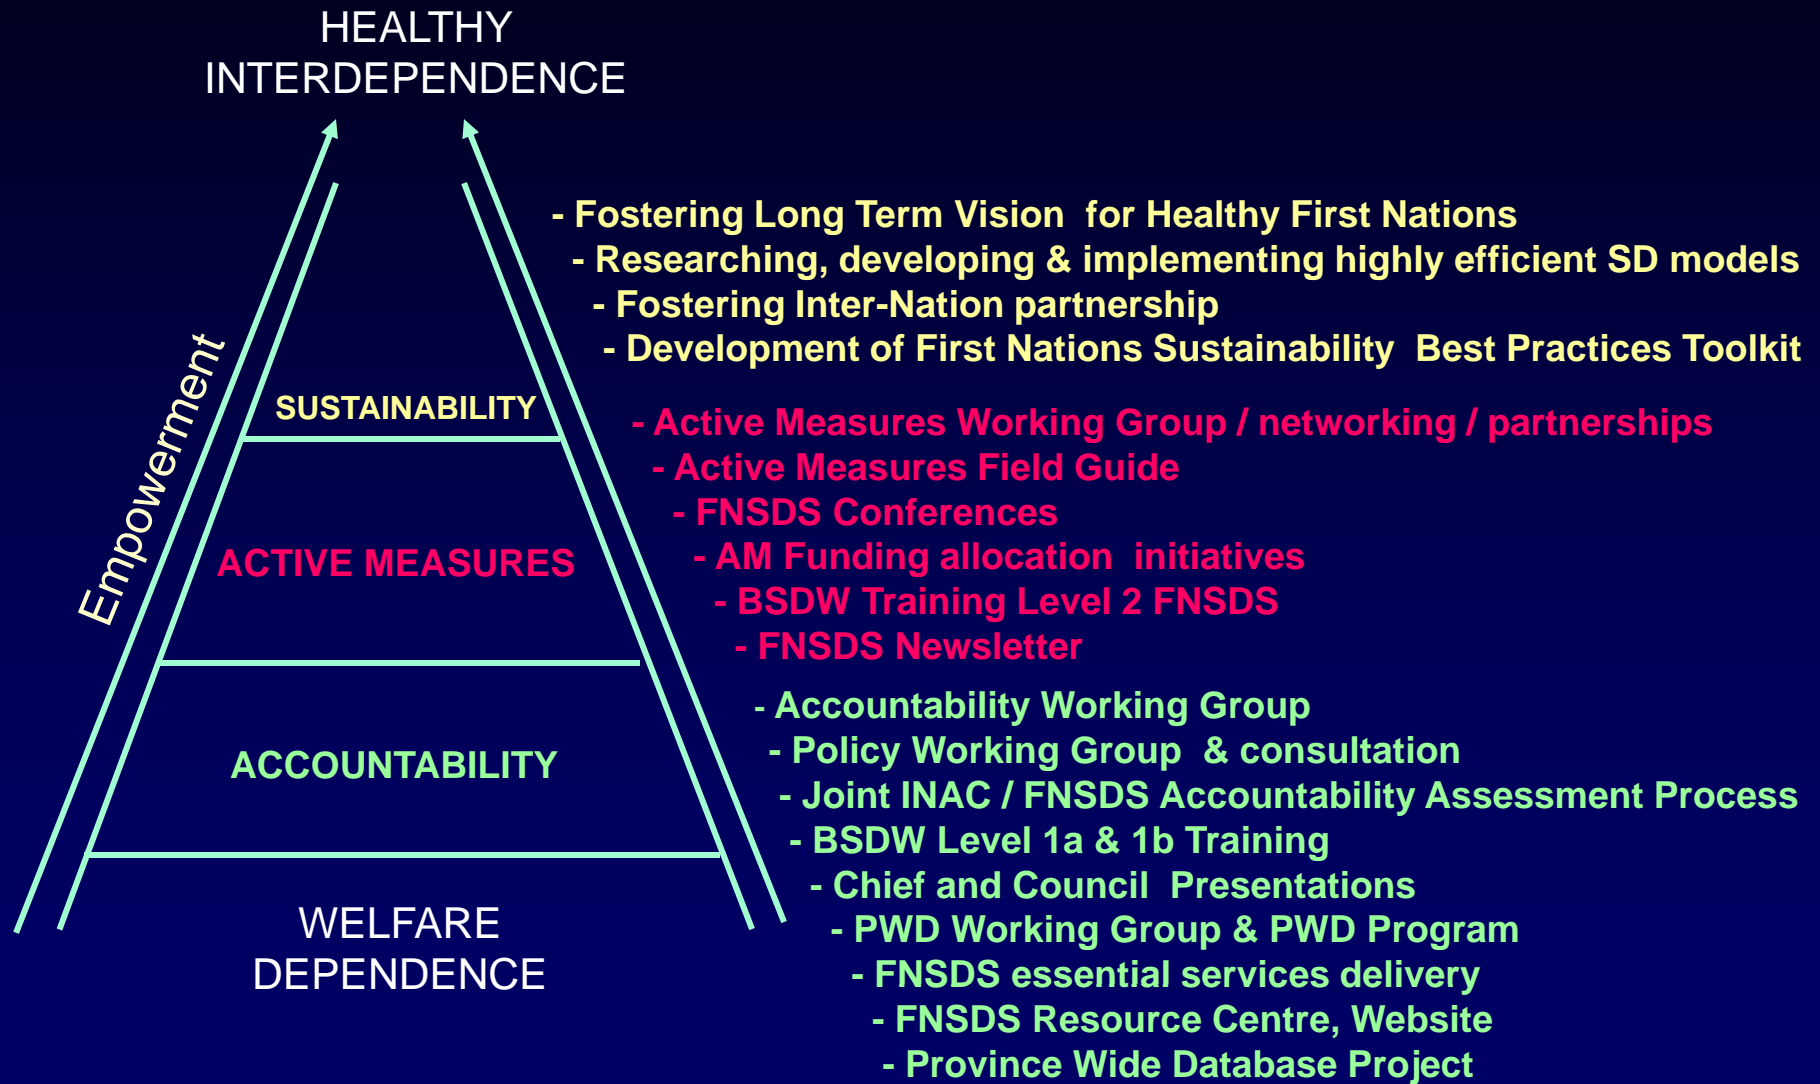 HEALTHY
INTERDEPENDENCE
- Fostering Long Term Vision  for Healthy First Nations
- Researching, developing & implementing highly efficient SD models
- Fostering Inter-Nation partnership
- Development of First Nations Sustainability  Best Practices Toolkit
Empowerment
SUSTAINABILITY
- Active Measures Working Group / networking / partnerships
- Active Measures Field Guide
- FNSDS Conferences
- AM Funding allocation  initiatives
- BSDW Training Level 2 FNSDS
- FNSDS Newsletter
ACTIVE MEASURES
- Accountability Working Group
- Policy Working Group  & consultation
- Joint INAC / FNSDS Accountability Assessment Process
- BSDW Level 1a & 1b Training
- Chief and Council  Presentations
- PWD Working Group & PWD Program
- FNSDS essential services delivery
- FNSDS Resource Centre, Website
- Province Wide Database Project
ACCOUNTABILITY
WELFARE
DEPENDENCE